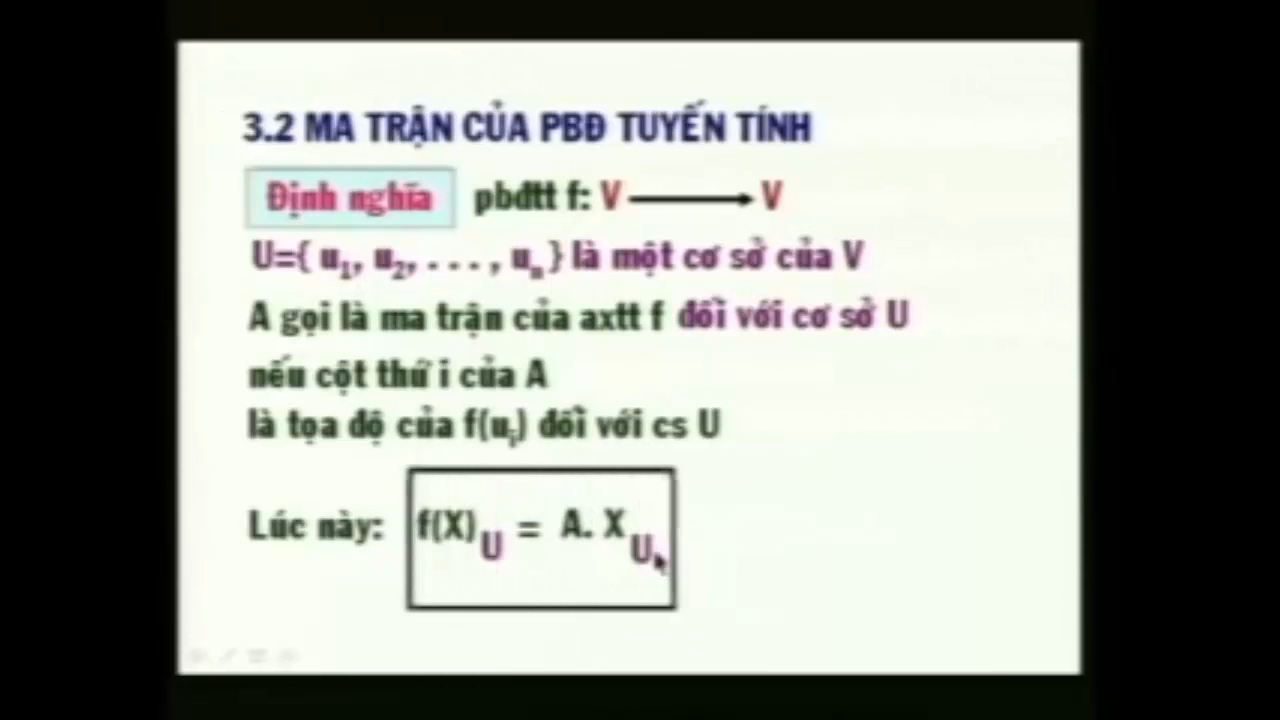 3.2 MA TRẬN CỦA PBĐ TUYẾN TÍNH
Định nghĩa pbđtt f: V ⟶ V
U={ u1, u2, . . . , un } là một cơ sở của V
A gọi là ma trận của axtt f đối với cơ sở U
nếu cột thứ i của A
là tọa độ của f(ui) đối với cs U
Lúc này: f(X)U = A. XU